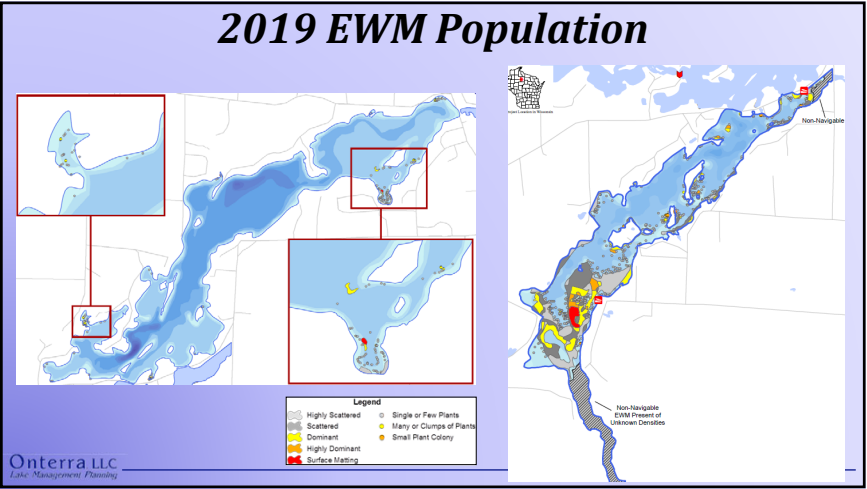 2019 EWM Population
Non-Navigable
Non-Navigable
EWM Present of
Unknown Densities
Legend
Highly Scattered
Scattered
Dominant
Highly Dominant
Surface Matting
Single or Few Plants
Many or Clumps of Plants
Small Plant Colony
Onterra LLC
Lake Management Planning